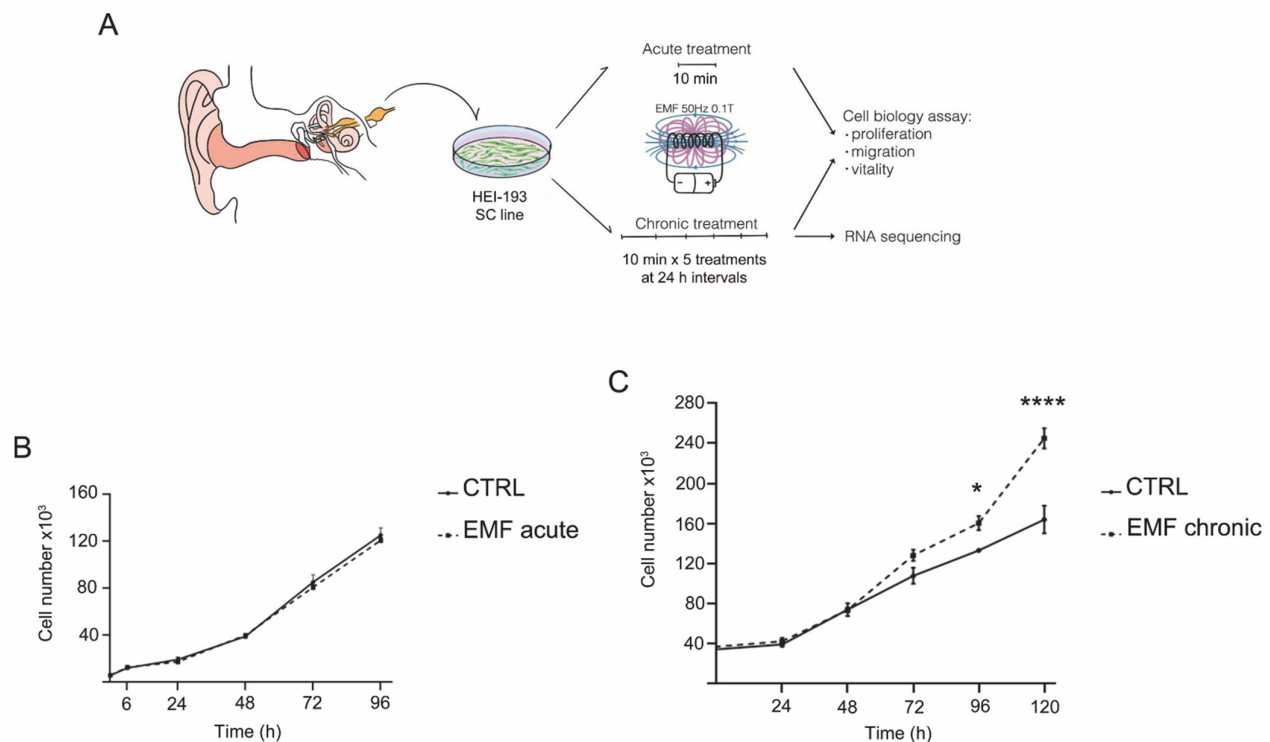 A
Acute treatment
10 min
EMF 50Hz 0.1T
- +
HEI-193
SC line
Chronic treatment
10 min x 5 treatments
at 24 h intervals
Cell biology assay:
· proliferation
· migration
· vitality
RNA sequencing
B
Cell number x10³
160
120
80
40
6 24 48 72 96
Time (h)
CTRL
EMF acute
C
Cell number x10³
280
240
200
160
120
80
40
24 48 72 96 120
Time (h)
*
****
CTRL
EMF chronic